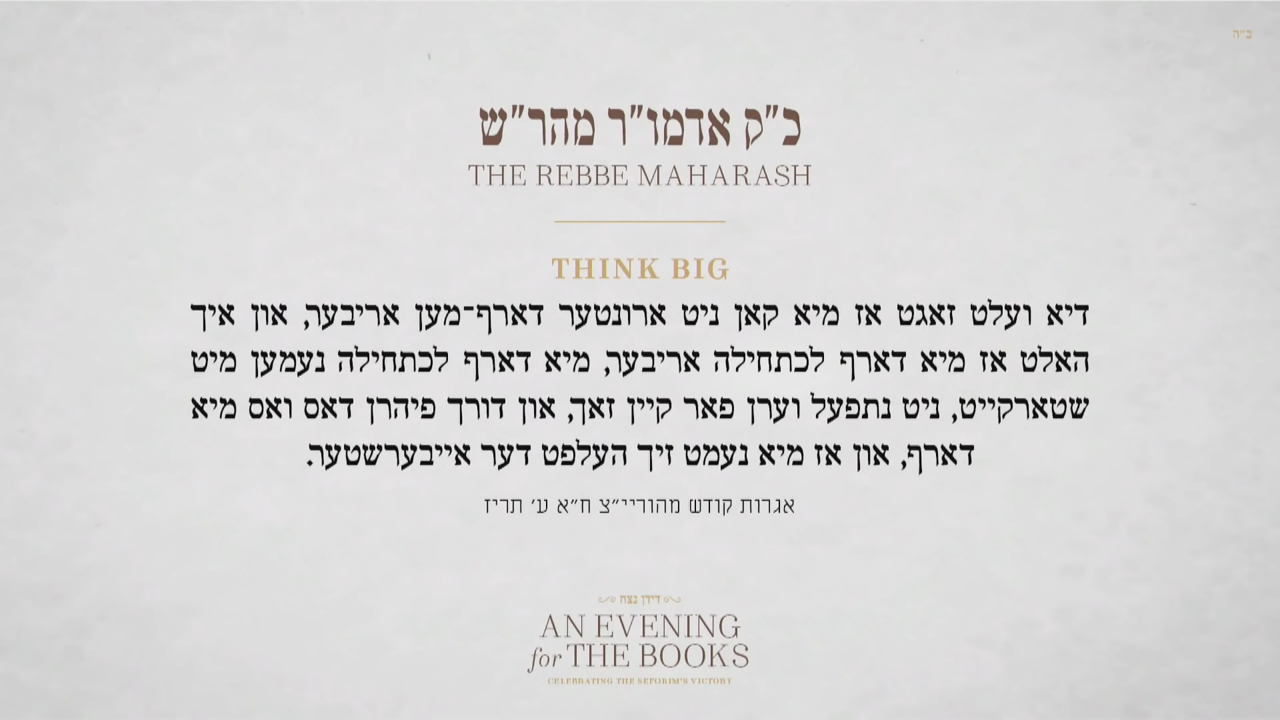 ב״ה
כ״ק אדמו״ר מהר״ש
THE REBBE MAHARASH
THINK BIG
דיא וועלט זאגט אז מיא קאן ניט ארונטער דארף־מען אריבער, און איך
האלט אז מיא דארף לכתחילה אריבער, מיא דארף לכתחילה נעמען מיט
שטארקייט, ניט נתפעל ווערן פאר קיין זאך, און דורך פיהרן דאס וואס מיא
דארף, און אז מיא נעמט זיך העלפט דער אייבערשטער.
אגרות קודש מהוריי״צ ח״א ע׳ תריז
דידן נצח
AN EVENING
for THE BOOKS
CELEBRATING THE SEFORIM'S VICTORY